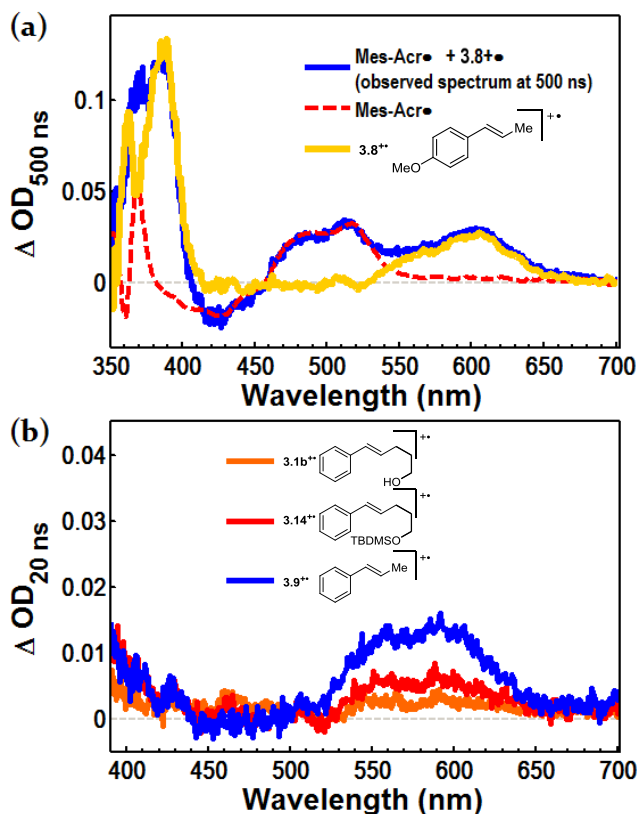 (a)
Mes-Acr• + 3.8+•
(observed spectrum at 500 ns)
Mes-Acr•
3.8+•
MeO
Me
+•
Δ OD500 ns
0.1
0.05
0
350 400 450 500 550 600 650 700
Wavelength (nm)
(b)
3.1b+•
HO
+•
3.14+•
TBDMSO
+•
3.9+•
Me
+•
Δ OD20 ns
0.04
0.03
0.02
0.01
0
400 450 500 550 600 650 700
Wavelength (nm)